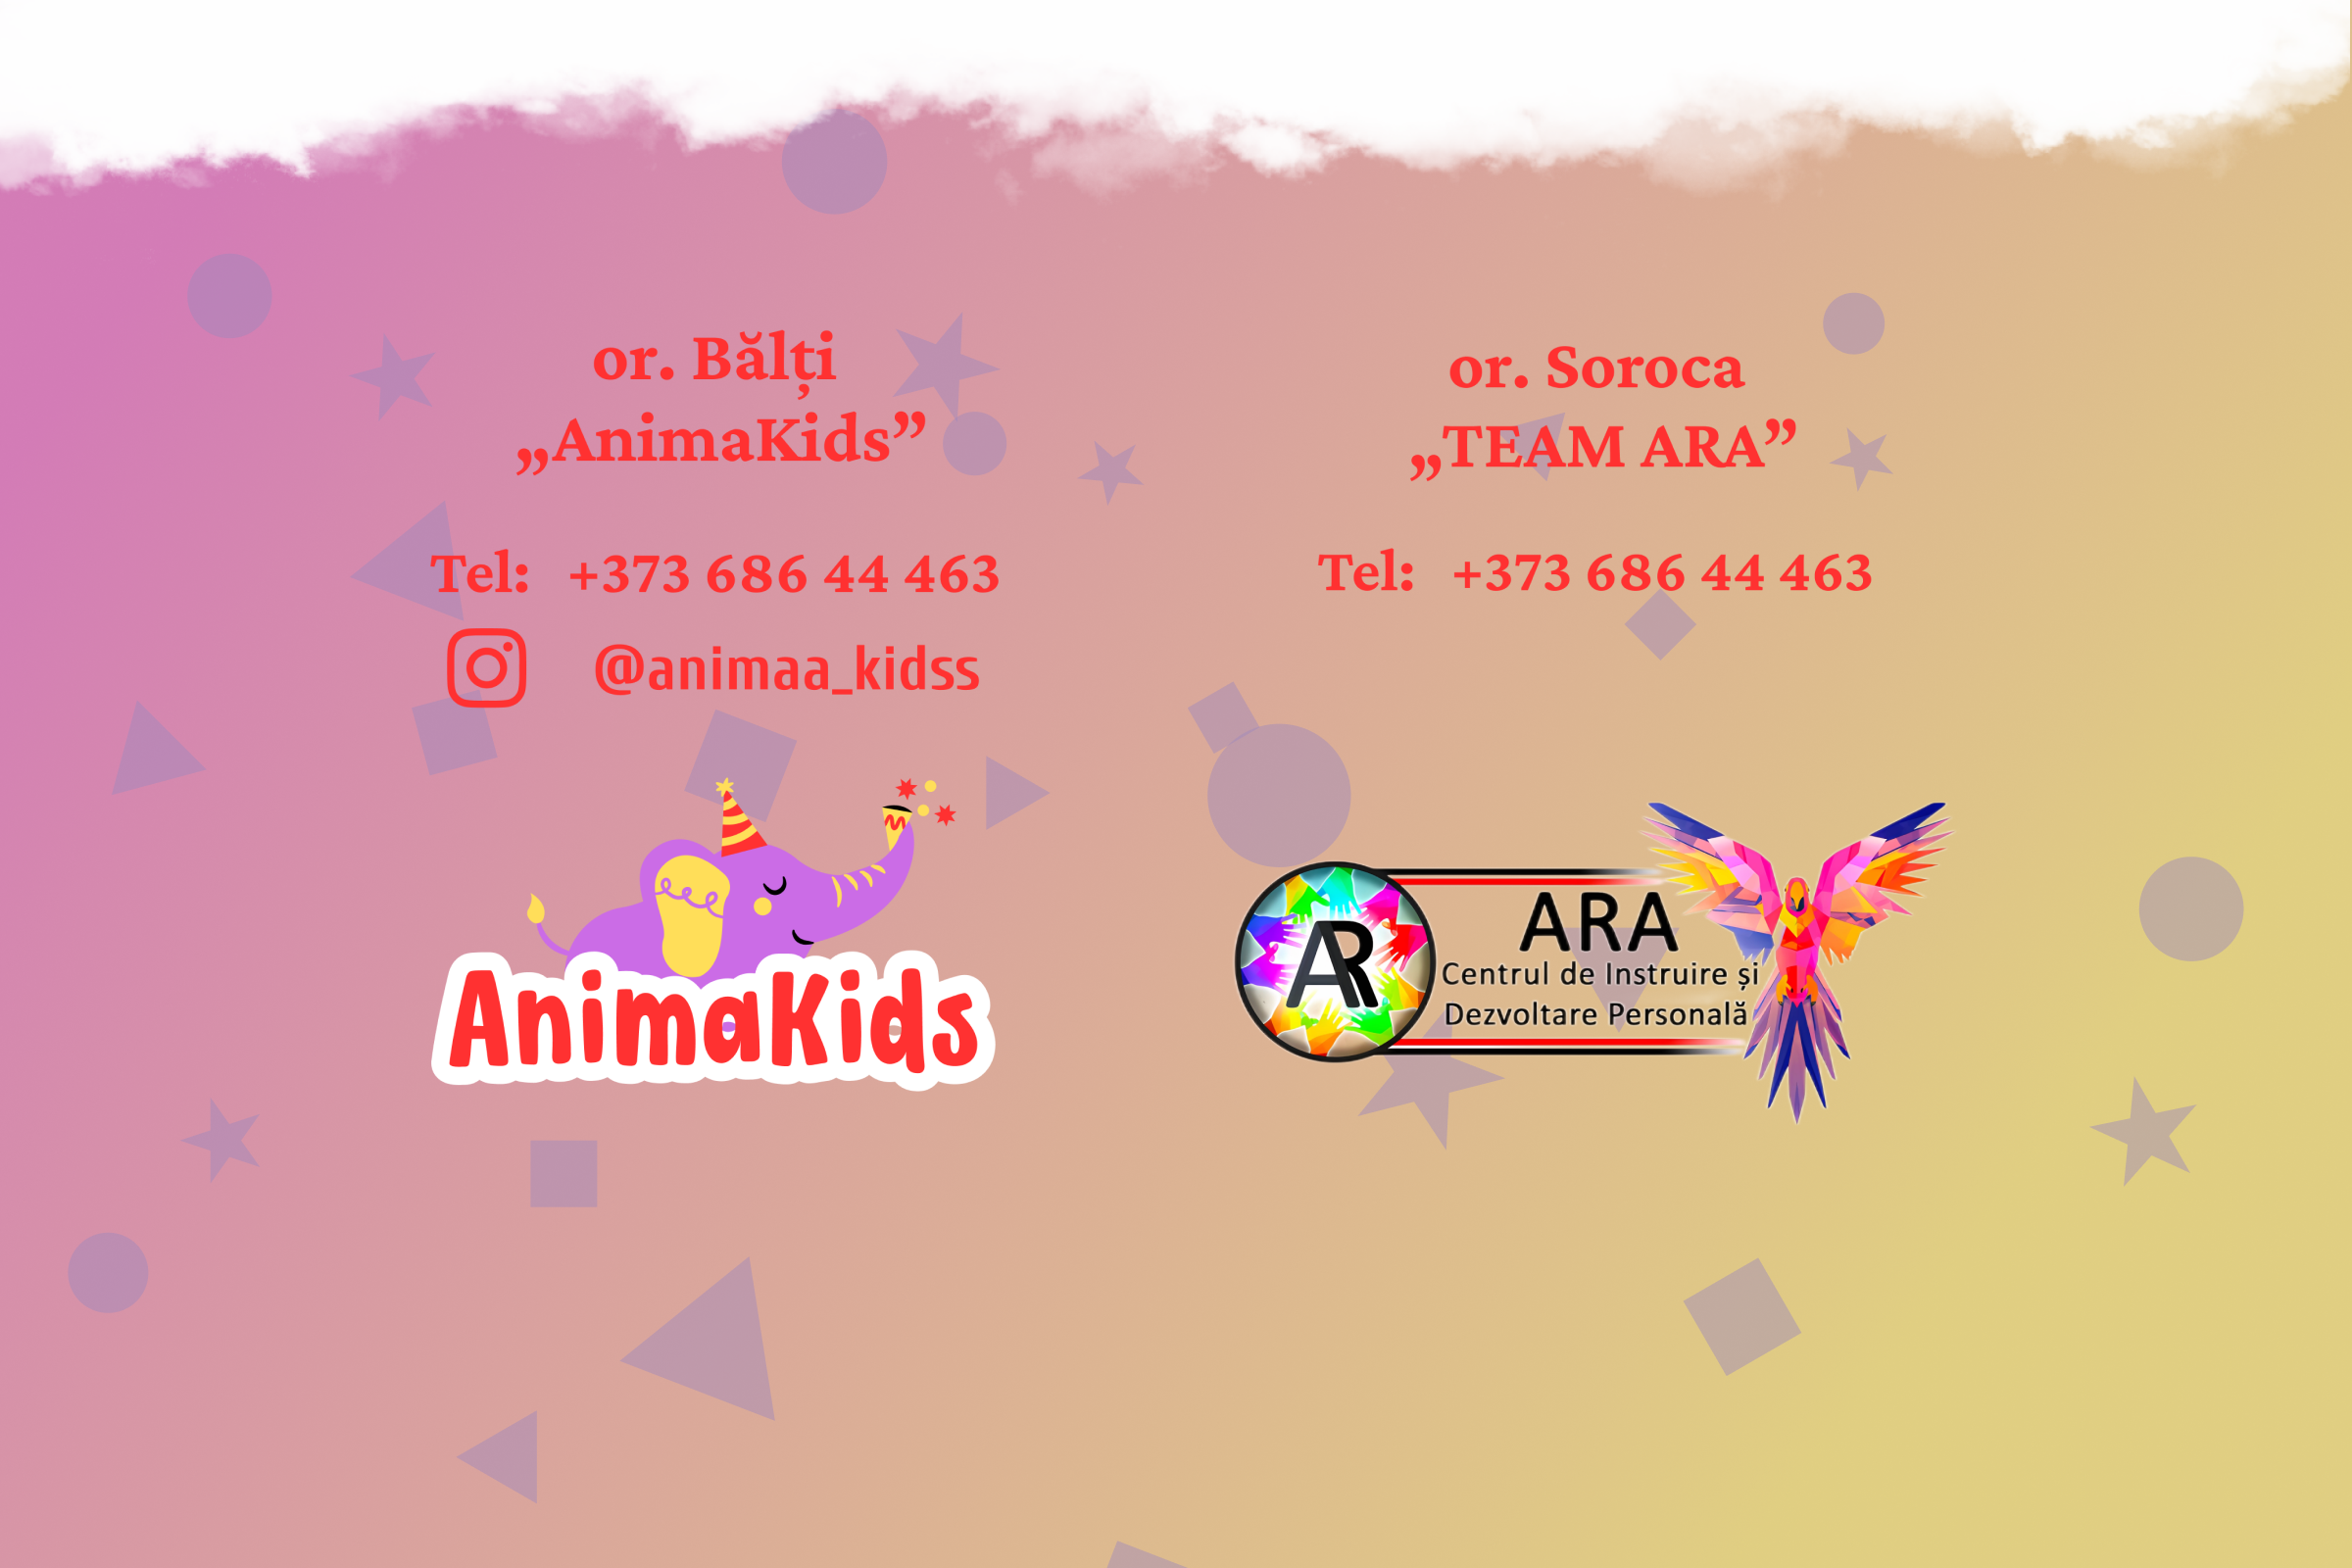 or. Bălți
„AnimaKids”
Tel: +373 686 44 463
@animaa_kidss
AnimaKids
or. Soroca
„TEAM ARA”
Tel: +373 686 44 463
AR
ARA
Centrul de Instruire și
Dezvoltare Personală